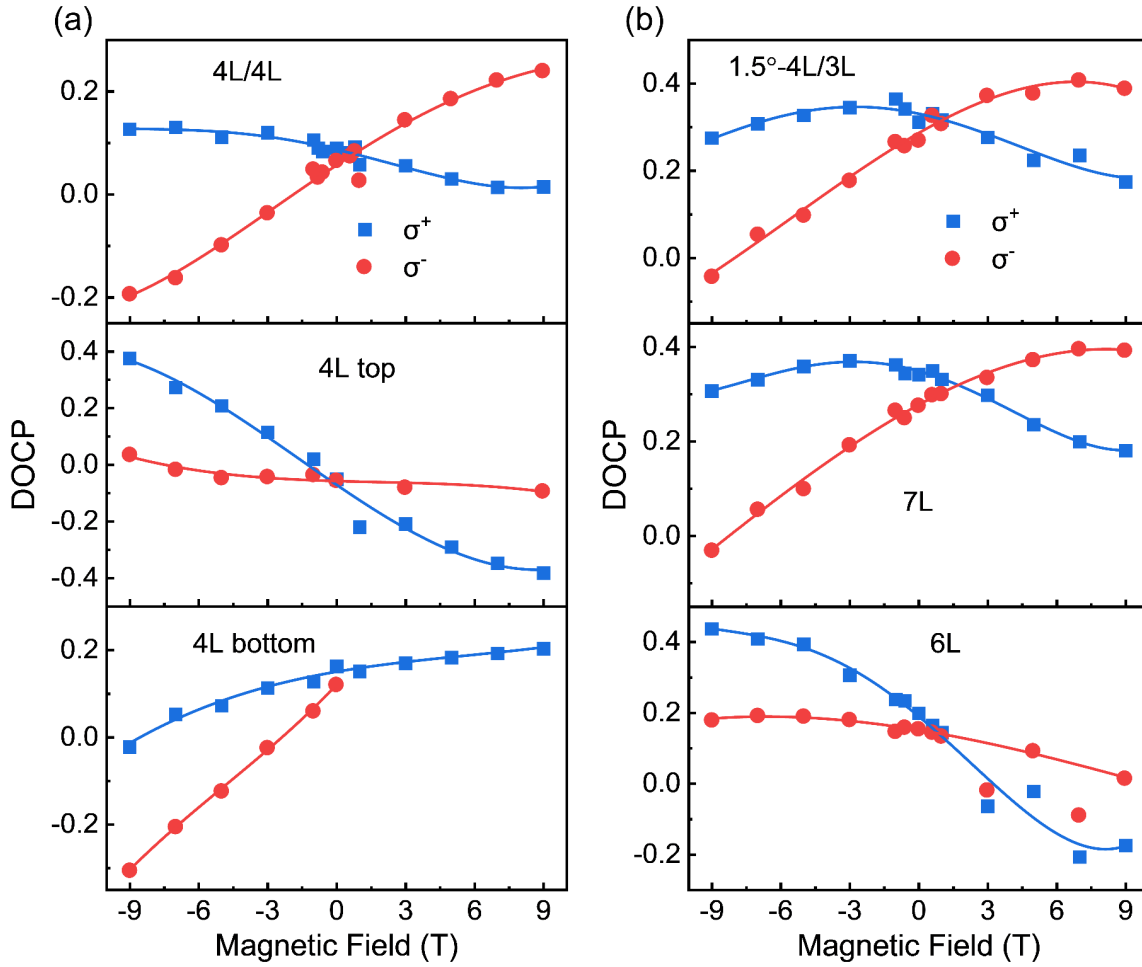 (a)
4L/4L
0.2
0.0
-0.2
σ+
σ-
4L top
0.4
0.2
0.0
-0.2
-0.4
DOCP
4L bottom
0.2
0.0
-0.2
-9 -6 -3 0 3 6 9
Magnetic Field (T)
(b)
1.5°-4L/3L
0.4
0.2
0.0
σ+
σ-
7L
0.4
0.2
0.0
DOCP
6L
0.4
0.2
0.0
-0.2
-9 -6 -3 0 3 6 9
Magnetic Field (T)